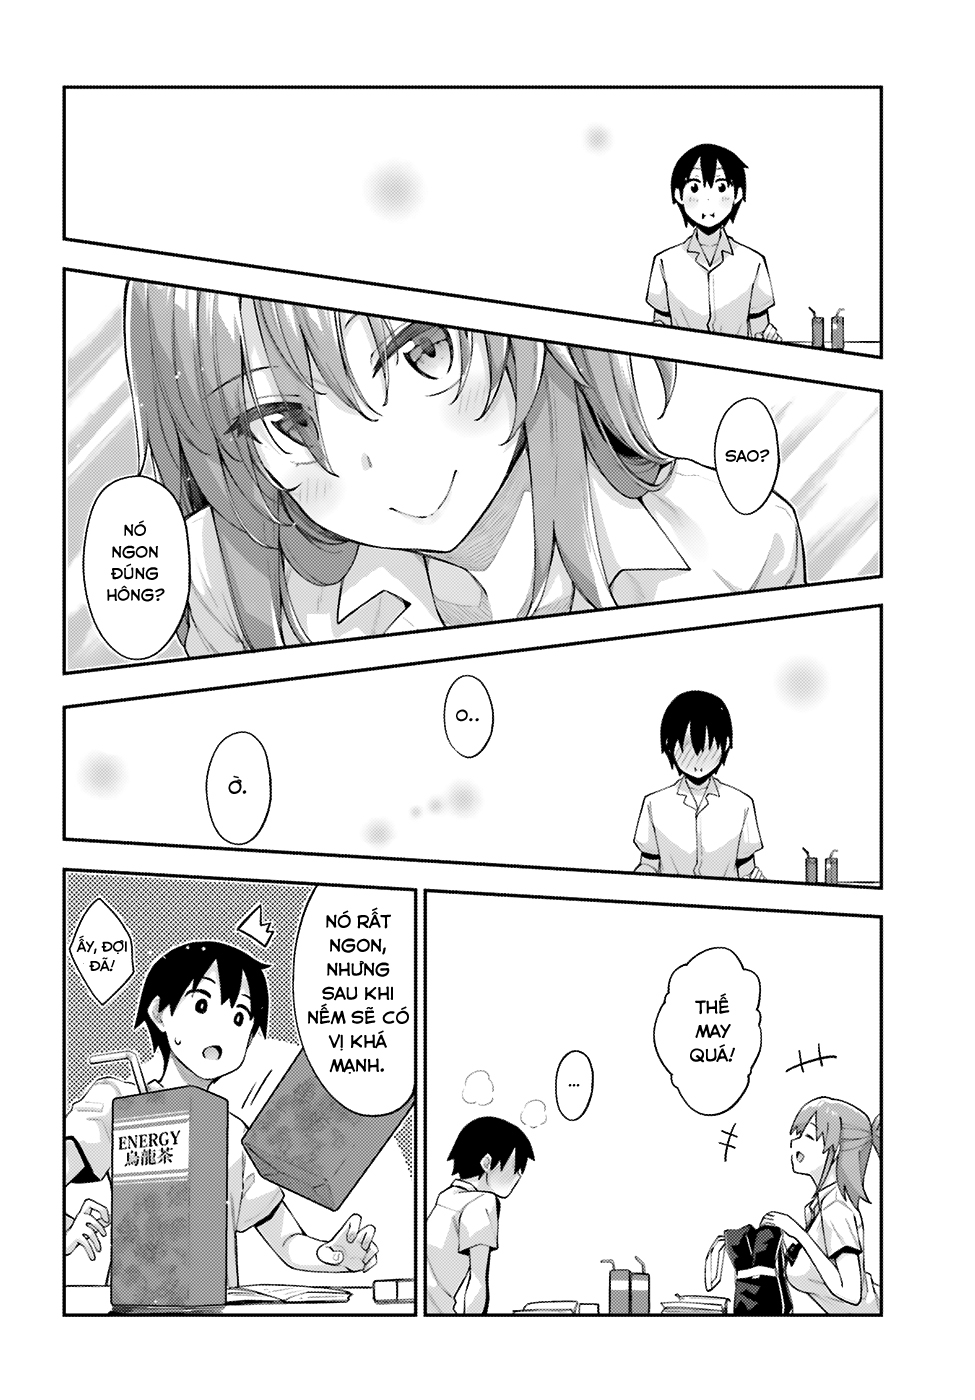 SAO?
NÓ
NGON
ĐÚNG
HÔNG?
O..
Ờ.
THẾ
MAY
QUÁ!
...
NÓ RẤT
NGON,
NHƯNG
SAU KHI
NẾM SẼ CÓ
VỊ KHÁ
MẠNH.
ẤY, ĐỢI
ĐÃ!
ENERGY
烏龍茶